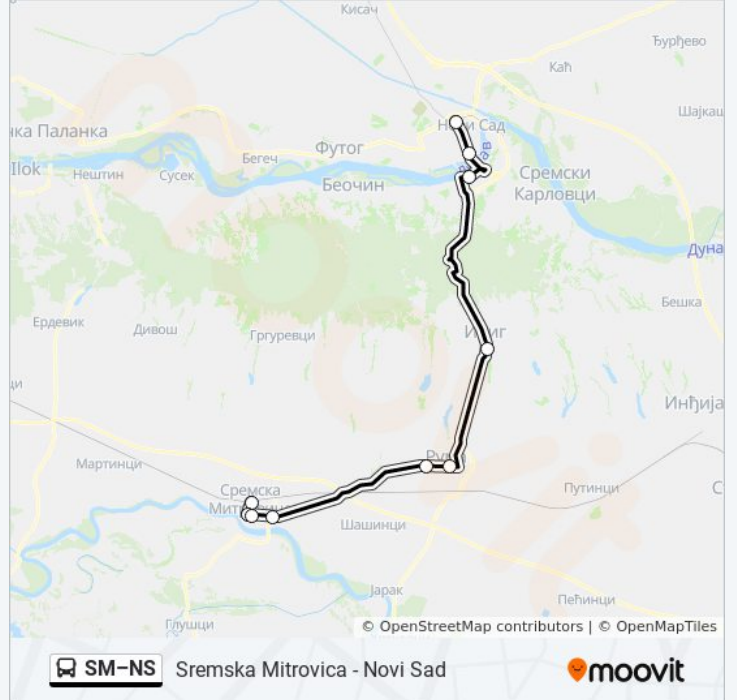 Кисач
Ђурђево
Каћ
Шајкаш
чка Паланка
Нови Сад
Футог
Бегеч
Ilok
Нештин
Сусек
Беочин
Сремски
Карловци
Дуна
Бешка
Ердевик
Дивош
Гргуревци
Ириг
ци
Инђија
Мартинци
Рума
Сремска
Митровица
Путинци
С
Шашинци
Јарак
Пећинци
Глушци
© OpenStreetMap contributors | © OpenMapTiles
SM–NS Sremska Mitrovica - Novi Sad
moovit